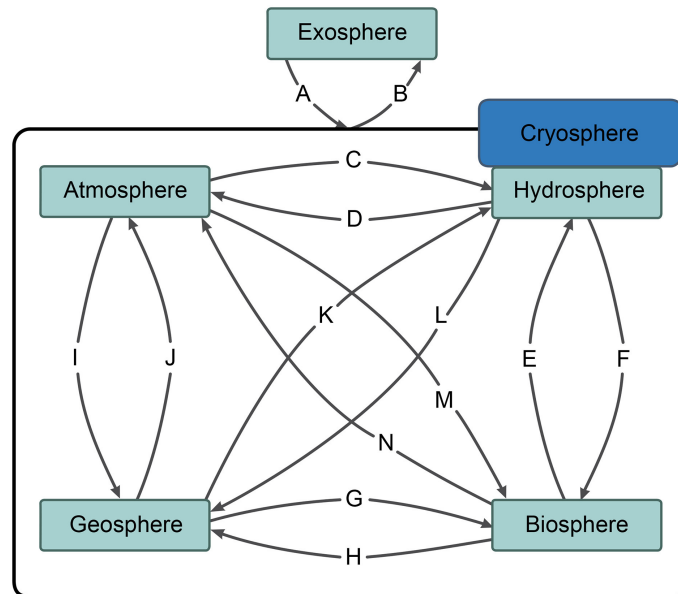 Exosphere
A
B
Cryosphere
C
Atmosphere
Hydrosphere
D
K
L
I
J
E
F
M
N
G
Geosphere
Biosphere
H